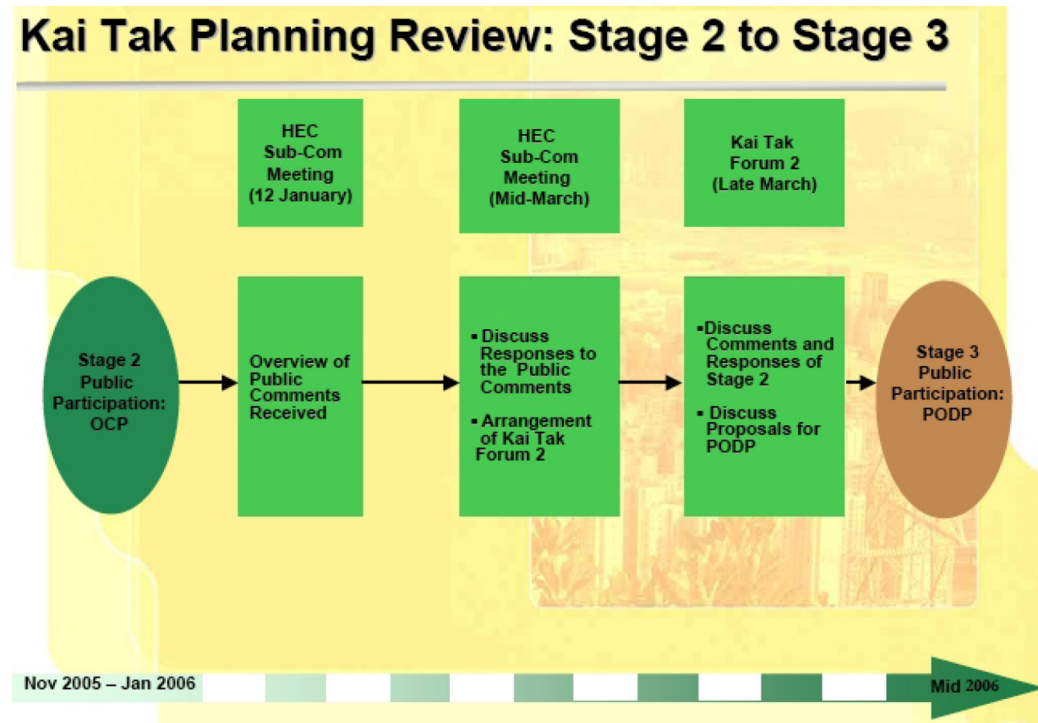 Kai Tak Planning Review: Stage 2 to Stage 3
HEC
Sub-Com
Meeting
(12 January)
HEC
Sub-Com
Meeting
(Mid-March)
Kai Tak
Forum 2
(Late March)
Stage 2
Public
Participation:
OCP
Overview of
Public
Comments
Received
▪ Discuss
Responses to
the Public
Comments
▪ Arrangement
of Kai Tak
Forum 2
▪Discuss
Comments and
Responses of
Stage 2
▪ Discuss
Proposals for
PODP
Stage 3
Public
Participation:
PODP
Nov 2005 – Jan 2006
Mid 2006